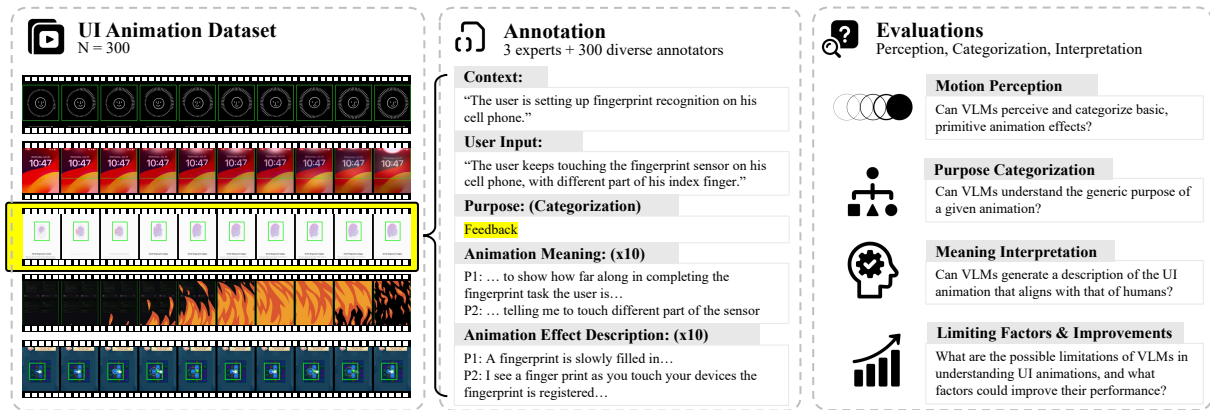 UI Animation Dataset
N = 300
10:47
10:47
10:47
10:47
10:47
10:47
10:47
10:47
10:47
10:47
Annotation
3 experts + 300 diverse annotators
Context:
“The user is setting up fingerprint recognition on his
cell phone.”
User Input:
“The user keeps touching the fingerprint sensor on his
cell phone, with different part of his index finger.”
Purpose: (Categorization)
Feedback
Animation Meaning: (x10)
P1: … to show how far along in completing the
fingerprint task the user is…
P2: … telling me to touch different part of the sensor
Animation Effect Description: (x10)
P1: A fingerprint is slowly filled in…
P2: I see a finger print as you touch your devices the
fingerprint is registered…
Evaluations
Perception, Categorization, Interpretation
Motion Perception
Can VLMs perceive and categorize basic,
primitive animation effects?
Purpose Categorization
Can VLMs understand the generic purpose of
a given animation?
Meaning Interpretation
Can VLMs generate a description of the UI
animation that aligns with that of humans?
Limiting Factors & Improvements
What are the possible limitations of VLMs in
understanding UI animations, and what
factors could improve their performance?